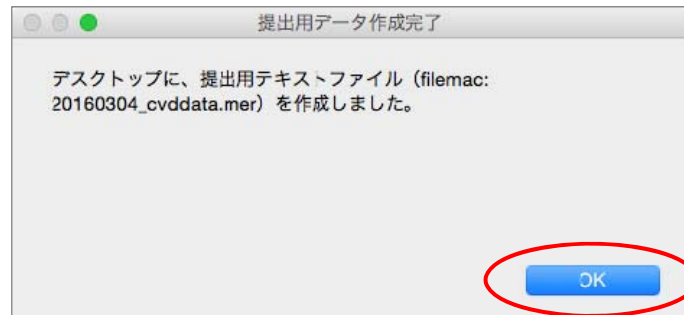 提出用データ作成完了
デスクトップに、提出用テキストファイル（filemac:
20160304_cvddata.mer）を作成しました。
OK